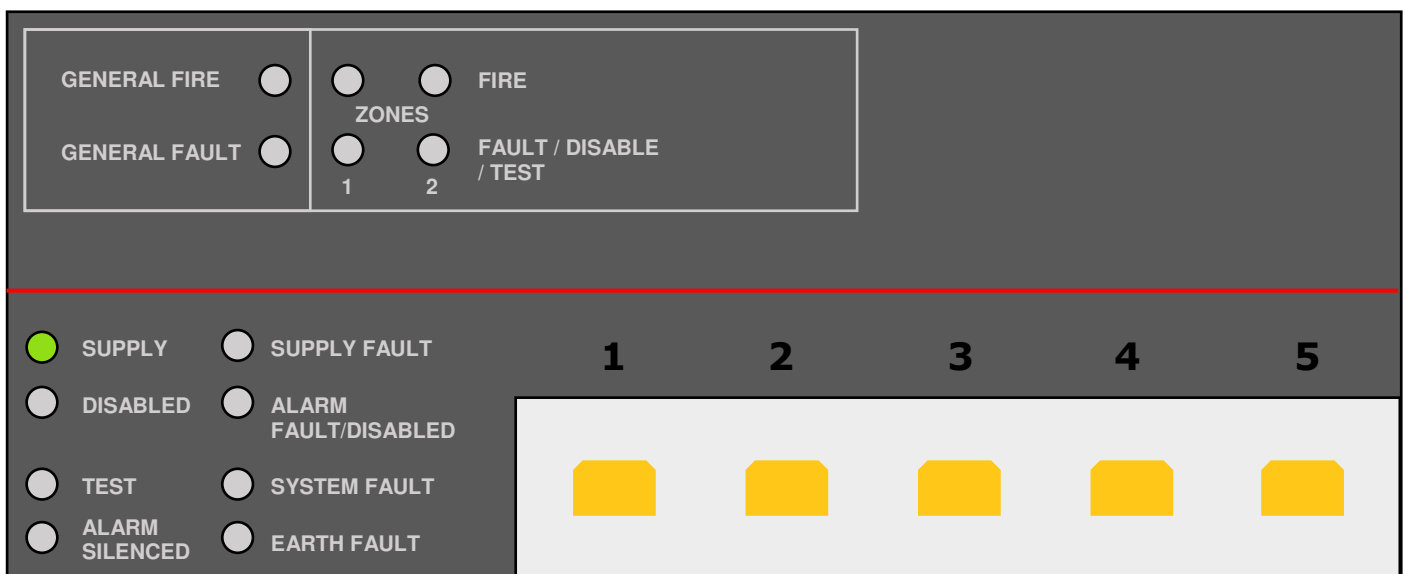 GENERAL FIRE
FIRE
ZONES
GENERAL FAULT
FAULT / DISABLE
/ TEST
1 2
SUPPLY
SUPPLY FAULT
1 2 3 4 5
DISABLED
ALARM
FAULT/DISABLED
TEST
SYSTEM FAULT
ALARM
SILENCED
EARTH FAULT